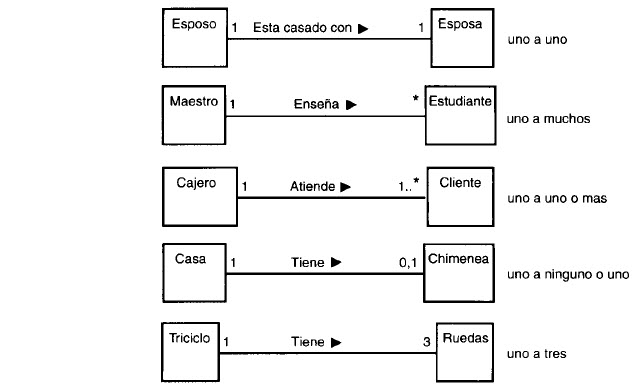 Esposo 1 Esta casado con ▶ 1 Esposa uno a uno
Maestro 1 Enseña ▶ * Estudiante uno a muchos
Cajero 1 Atiende ▶ 1..* Cliente uno a uno o mas
Casa 1 Tiene ▶ 0,1 Chimenea uno a ninguno o uno
Triciclo 1 Tiene ▶ 3 Ruedas uno a tres